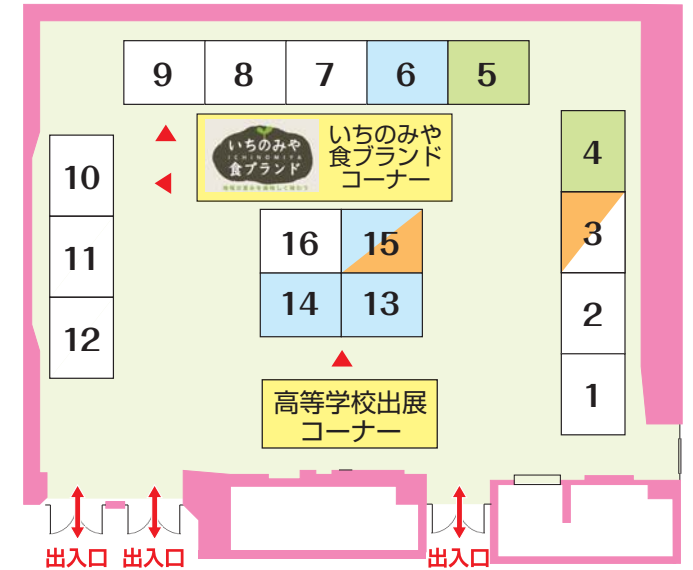 9 8 7 6 5
いちのみや
ICHINOMIYA
食ブランド
いちのみや
食ブランド
コーナー
4
10
3
11
16 15
2
12
14 13
1
高等学校出展
コーナー
出入口 出入口 出入口